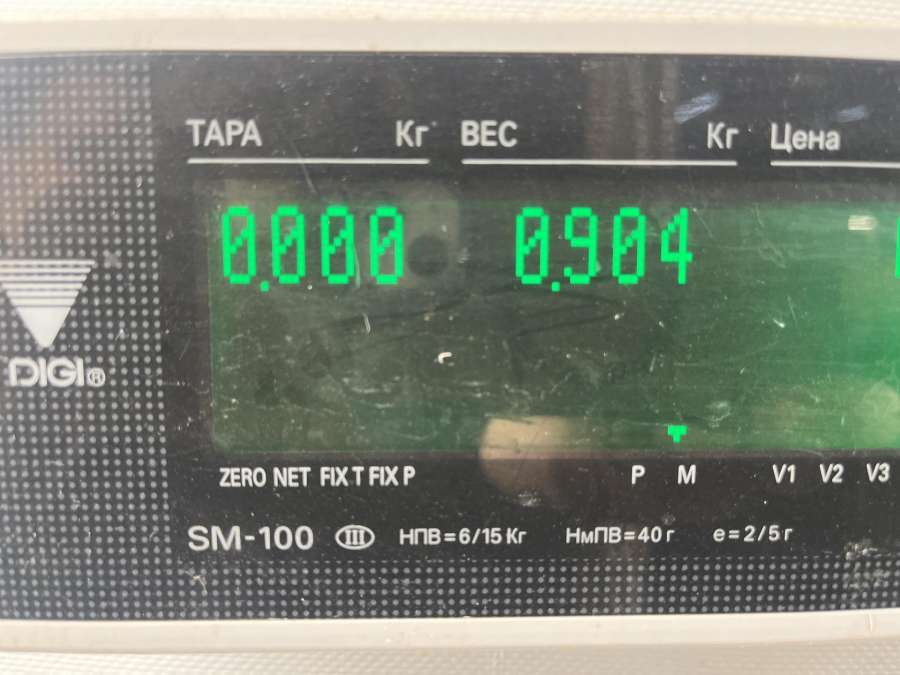 ТАРА Кг ВЕС Кг Цена
0.000 0.904
DIGI®
ZERO NET FIX T FIX P P M V1 V2 V3
SM-100 III НПВ=6/15 Кг НмПВ=40 г e=2/5 г